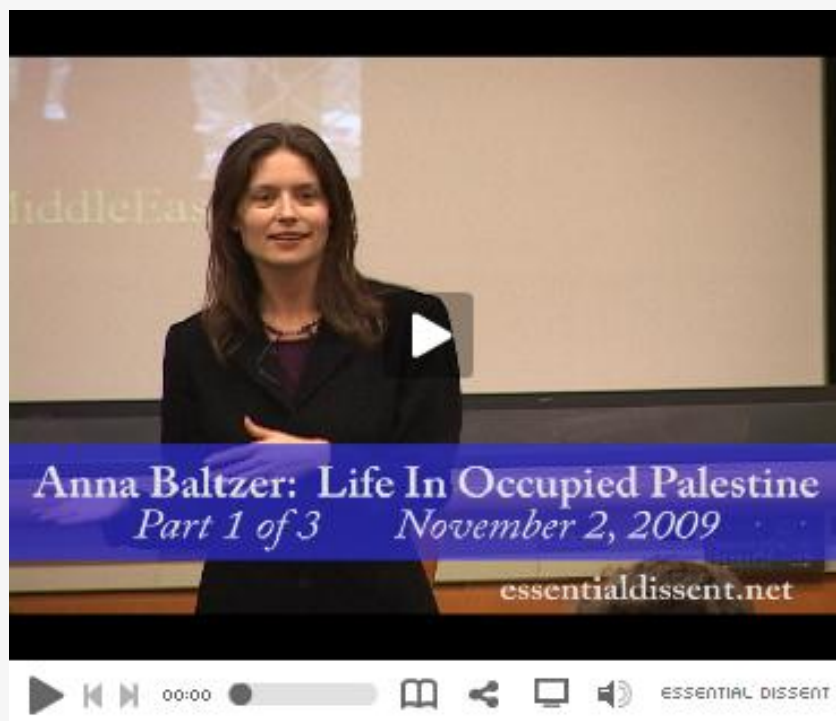 MiddleEas
Anna Baltzer: Life In Occupied Palestine
Part 1 of 3 November 2, 2009
essentialdissent.net
00:00 ESSENTIAL DISSENT